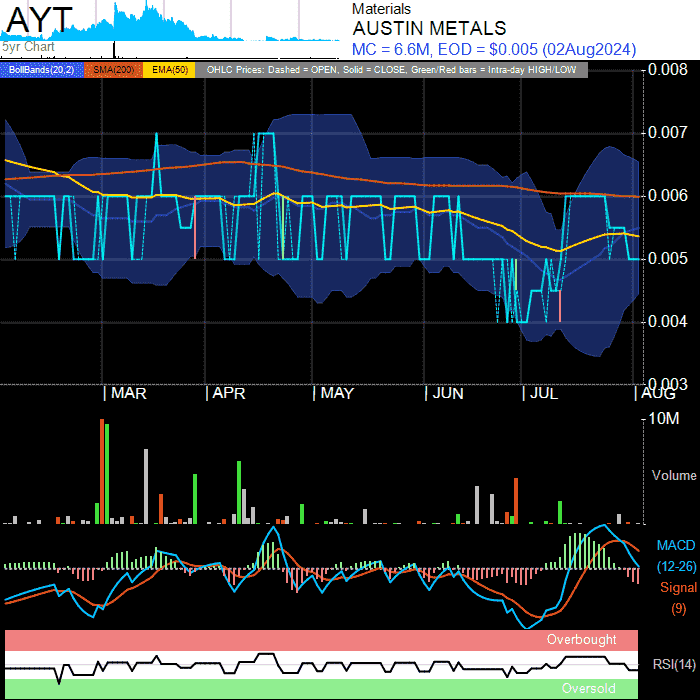 AYT
5yr Chart
Materials
AUSTIN METALS
MC = 6.6M, EOD = $0.005 (02Aug2024)
BollBands(20,2) SMA(200) EMA(50) OHLC Prices: Dashed = OPEN, Solid = CLOSE, Green/Red bars = Intra-day HIGH/LOW
0.008
0.007
0.006
0.005
0.004
0.003
MAR APR MAY JUN JUL AUG
10M
Volume
MACD
(12-26)
Signal
(9)
Overbought
RSI(14)
Oversold